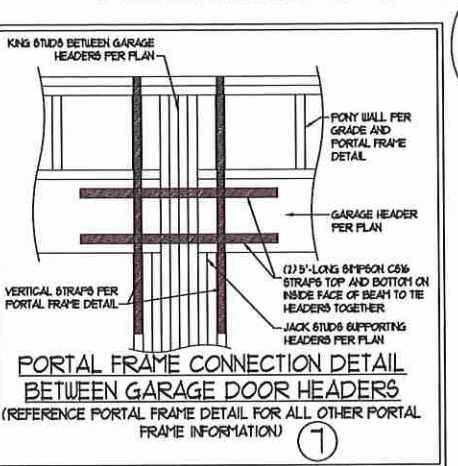 KING STUDS BETWEEN GARAGE
HEADERS PER PLAN
PONY WALL PER
GRADE AND
PORTAL FRAME
DETAIL
GARAGE HEADER
PER PLAN
(2) 5'-LONG SIMPSON CS16
STRAPS TOP AND BOTTOM ON
INSIDE FACE OF BEAM TO TIE
HEADERS TOGETHER
VERTICAL STRAPS PER
PORTAL FRAME DETAIL
JACK STUDS SUPPORTING
HEADERS PER PLAN
PORTAL FRAME CONNECTION DETAIL
BETWEEN GARAGE DOOR HEADERS
(REFERENCE PORTAL FRAME DETAIL FOR ALL OTHER PORTAL
FRAME INFORMATION)
7